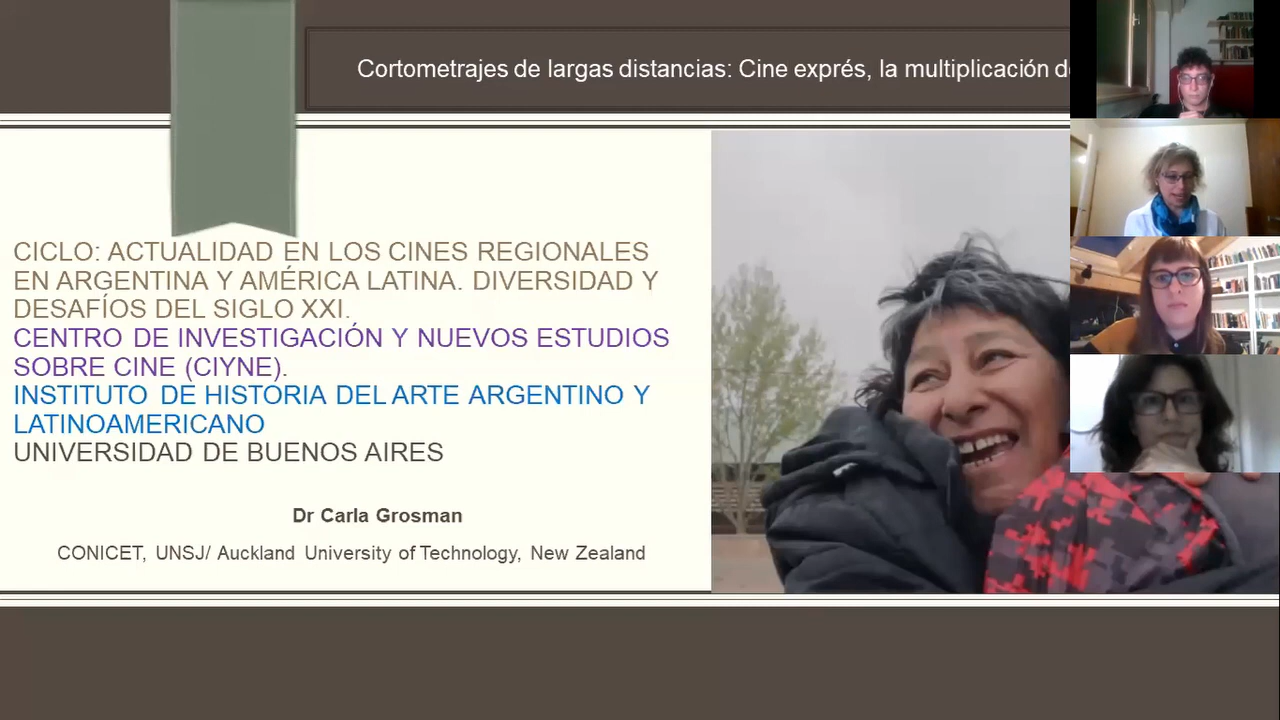 Cortometrajes de largas distancias: Cine exprés, la multiplicación
CICLO: ACTUALIDAD EN LOS CINES REGIONALES
EN ARGENTINA Y AMÉRICA LATINA. DIVERSIDAD Y
DESAFÍOS DEL SIGLO XXI.
CENTRO DE INVESTIGACIÓN Y NUEVOS ESTUDIOS
SOBRE CINE (CIYNE).
INSTITUTO DE HISTORIA DEL ARTE ARGENTINO Y
LATINOAMERICANO
UNIVERSIDAD DE BUENOS AIRES
Dr Carla Grosman
CONICET, UNSJ/ Auckland University of Technology, New Zealand